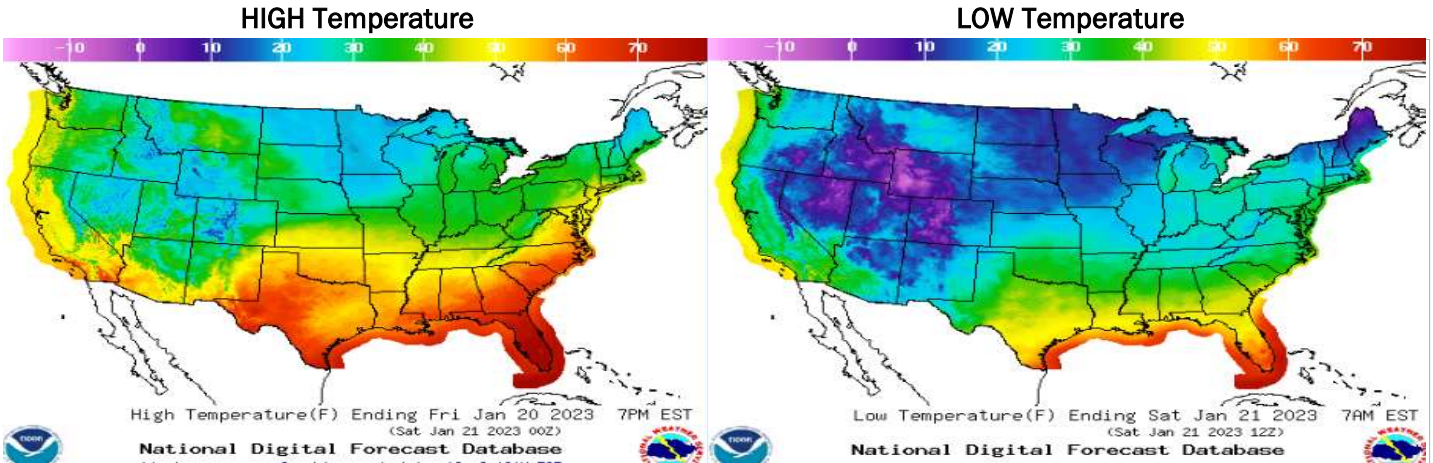 HIGH Temperature
-10 0 10 20 30 40 50 60 70
High Temperature(F) Ending Fri Jan 20 2023 7PM EST
(Sat Jan 21 2023 00Z)
National Digital Forecast Database
noaa
LOW Temperature
-10 0 10 20 30 40 50 60 70
Low Temperature(F) Ending Sat Jan 21 2023 7AM EST
(Sat Jan 21 2023 12Z)
National Digital Forecast Database
noaa